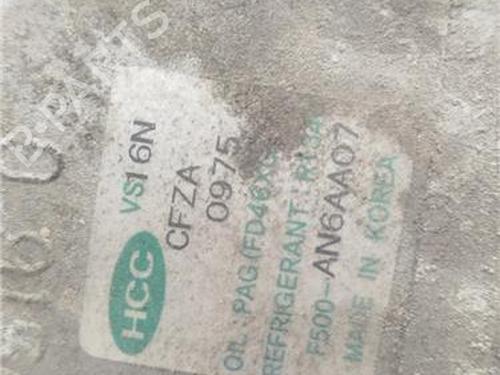 B-PARTS
HCC
VS16N
CFZA
0975
OIL : PAG (FD46XG)
REFRIGERANT : R134A
F500-AN6AA07
MADE IN KOREA